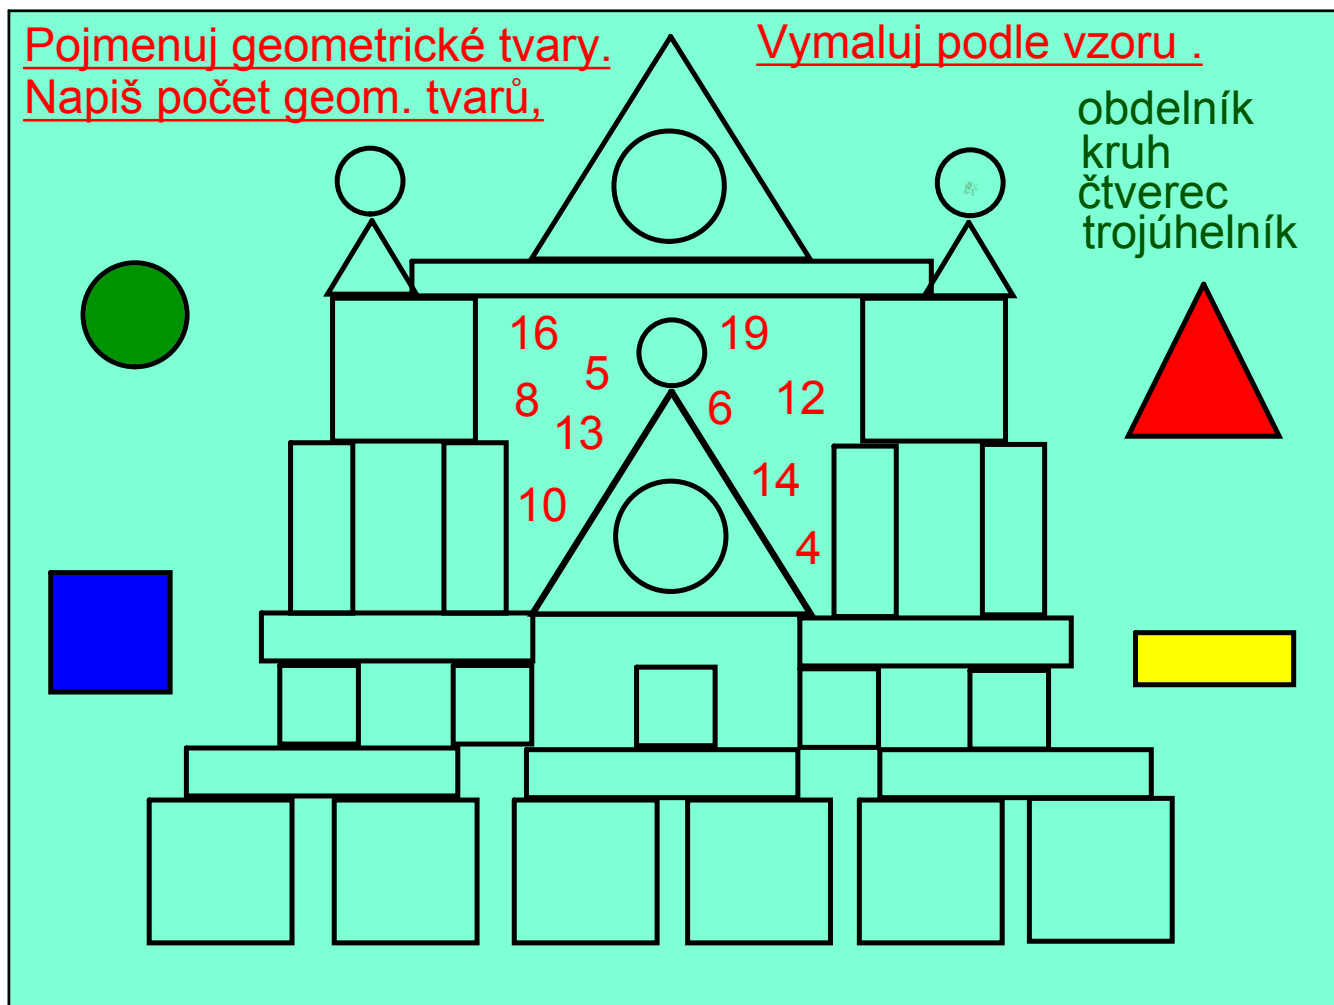 Pojmenuj geometrické tvary.
Napiš počet geom. tvarů,
Vymaluj podle vzoru .
obdelník
kruh
čtverec
trojúhelník
16
19
5
8
6
12
13
14
10
4